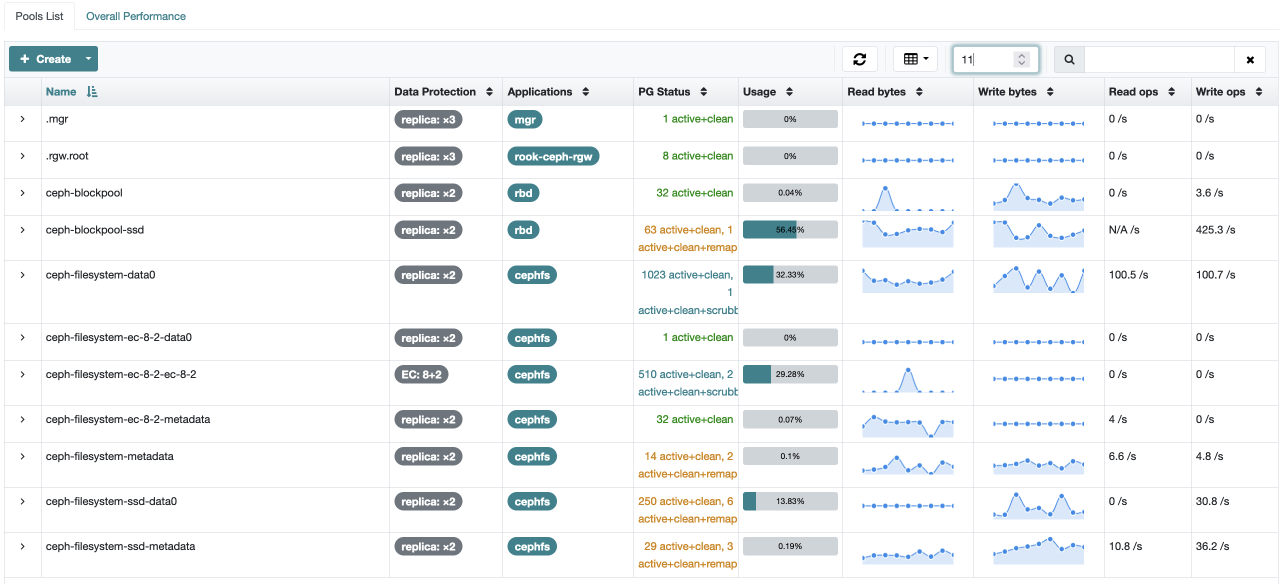 Pools List Overall Performance
+ Create 11
Name Data Protection Applications PG Status Usage Read bytes Write bytes Read ops Write ops
.mgr replica: ×3 mgr 1 active+clean 0% 0 /s 0 /s
.rgw.root replica: ×3 rook-ceph-rgw 8 active+clean 0% 0 /s 0 /s
ceph-blockpool replica: ×2 rbd 32 active+clean 0.04% 0 /s 3.6 /s
ceph-blockpool-ssd replica: ×2 rbd 63 active+clean, 1 56.45% N/A /s 425.3 /s
active+clean+remap
ceph-filesystem-data0 replica: ×2 cephfs 1023 active+clean, 32.33% 100.5 /s 100.7 /s
1
active+clean+scrubb
ceph-filesystem-ec-8-2-data0 replica: ×2 cephfs 1 active+clean 0% 0 /s 0 /s
ceph-filesystem-ec-8-2-ec-8-2 EC: 8+2 cephfs 510 active+clean, 2 29.28% 0 /s 0 /s
active+clean+scrubb
ceph-filesystem-ec-8-2-metadata replica: ×2 cephfs 32 active+clean 0.07% 4 /s 0 /s
ceph-filesystem-metadata replica: ×2 cephfs 14 active+clean, 2 0.1% 6.6 /s 4.8 /s
active+clean+remap
ceph-filesystem-ssd-data0 replica: ×2 cephfs 250 active+clean, 6 13.83% 0 /s 30.8 /s
active+clean+remap
ceph-filesystem-ssd-metadata replica: ×2 cephfs 29 active+clean, 3 0.19% 10.8 /s 36.2 /s
active+clean+remap